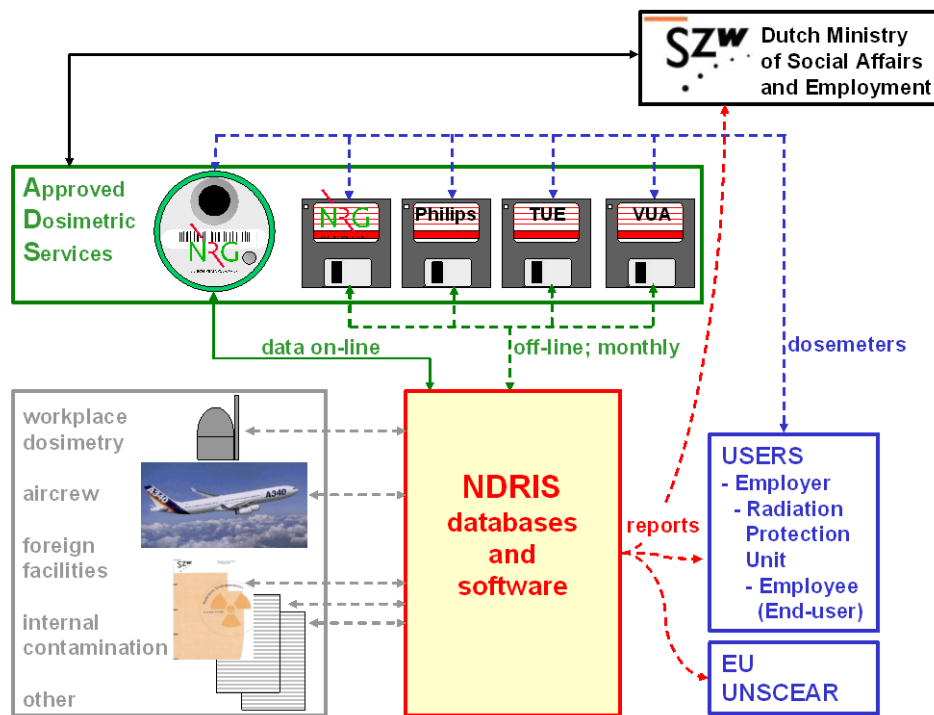 SZW
Dutch Ministry
of Social Affairs
and Employment
Approved
Dosimetric
Services
NRG
NRG
Philips
TUE
VUA
data on-line
off-line; monthly
dosemeters
workplace
dosimetry
aircrew
A340
foreign
facilities
SZW
internal
contamination
other
NDRIS
databases
and
software
reports
USERS
- Employer
- Radiation
Protection
Unit
- Employee
(End-user)
EU
UNSCEAR